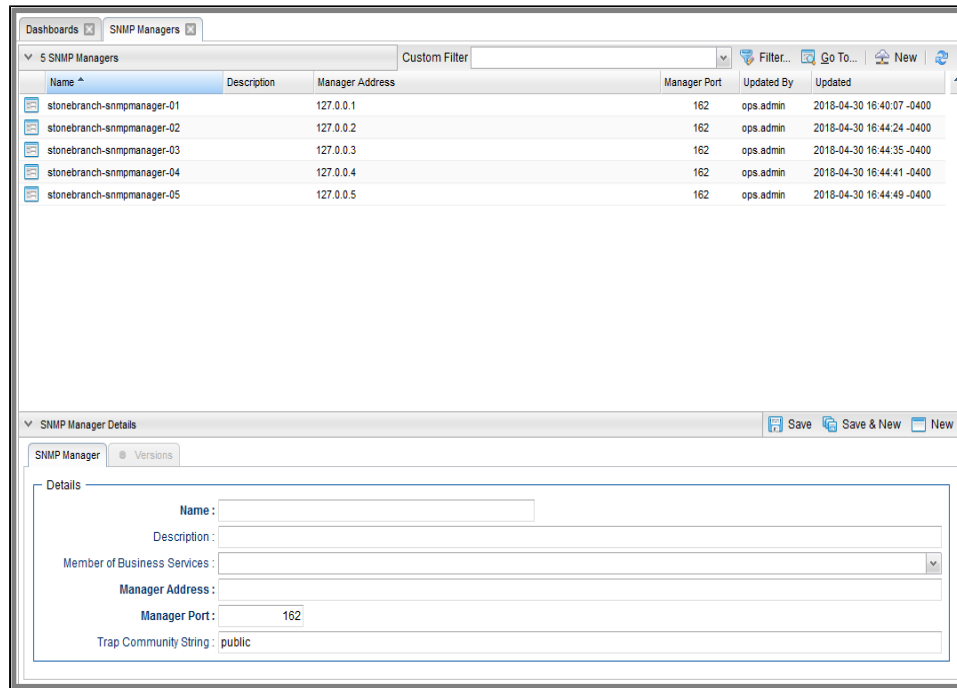 Dashboards SNMP Managers
5 SNMP Managers Custom Filter Filter... Go To... New
Name Description Manager Address Manager Port Updated By Updated
stonebranch-snmpmanager-01 127.0.0.1 162 ops.admin 2018-04-30 16:40:07 -0400
stonebranch-snmpmanager-02 127.0.0.2 162 ops.admin 2018-04-30 16:44:24 -0400
stonebranch-snmpmanager-03 127.0.0.3 162 ops.admin 2018-04-30 16:44:35 -0400
stonebranch-snmpmanager-04 127.0.0.4 162 ops.admin 2018-04-30 16:44:41 -0400
stonebranch-snmpmanager-05 127.0.0.5 162 ops.admin 2018-04-30 16:44:49 -0400
SNMP Manager Details Save Save & New New
SNMP Manager Versions
Details
Name :
Description :
Member of Business Services :
Manager Address :
Manager Port : 162
Trap Community String : public